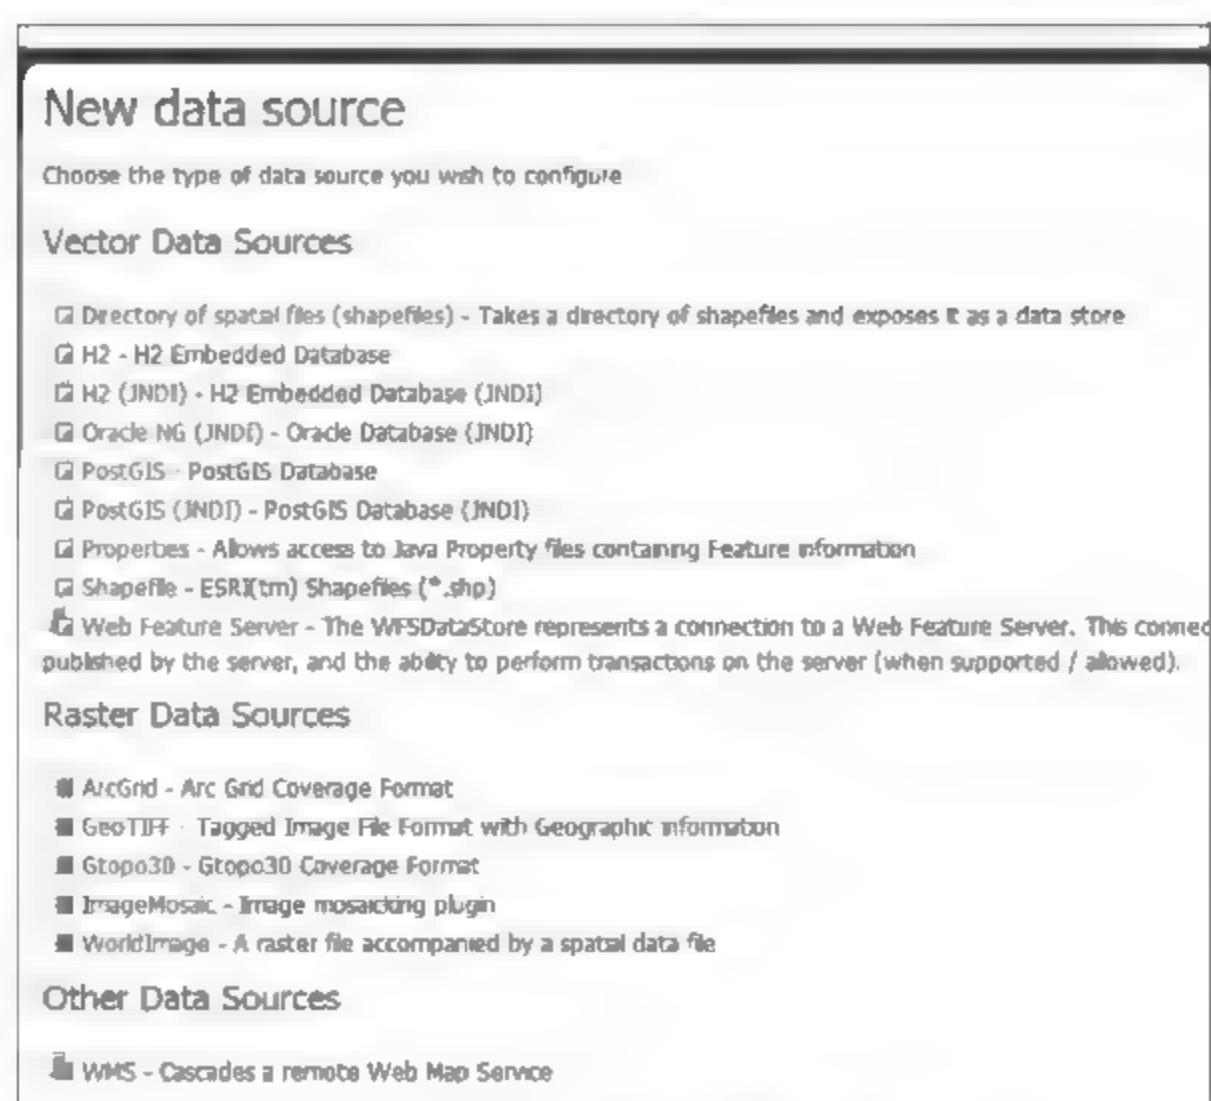 New data source
Choose the type of data source you wish to configure
Vector Data Sources
Directory of spatial files (shapefiles) - Takes a directory of shapefiles and exposes it as a data store
H2 - H2 Embedded Database
H2 (JNDI) - H2 Embedded Database (JNDI)
Oracle NG (JNDI) - Oracle Database (JNDI)
PostGIS - PostGIS Database
PostGIS (JNDI) - PostGIS Database (JNDI)
Properties - Allows access to Java Property files containing Feature information
Shapefile - ESRI(tm) Shapefiles (*.shp)
Web Feature Server - The WFSDataStore represents a connection to a Web Feature Server. This connec
published by the server, and the ability to perform transactions on the server (when supported / allowed).
Raster Data Sources
ArcGrid - Arc Grid Coverage Format
GeoTIFF - Tagged Image File Format with Geographic information
Gtopo30 - Gtopo30 Coverage Format
ImageMosaic - Image mosaicking plugin
WorldImage - A raster file accompanied by a spatial data file
Other Data Sources
WMS - Cascades a remote Web Map Service